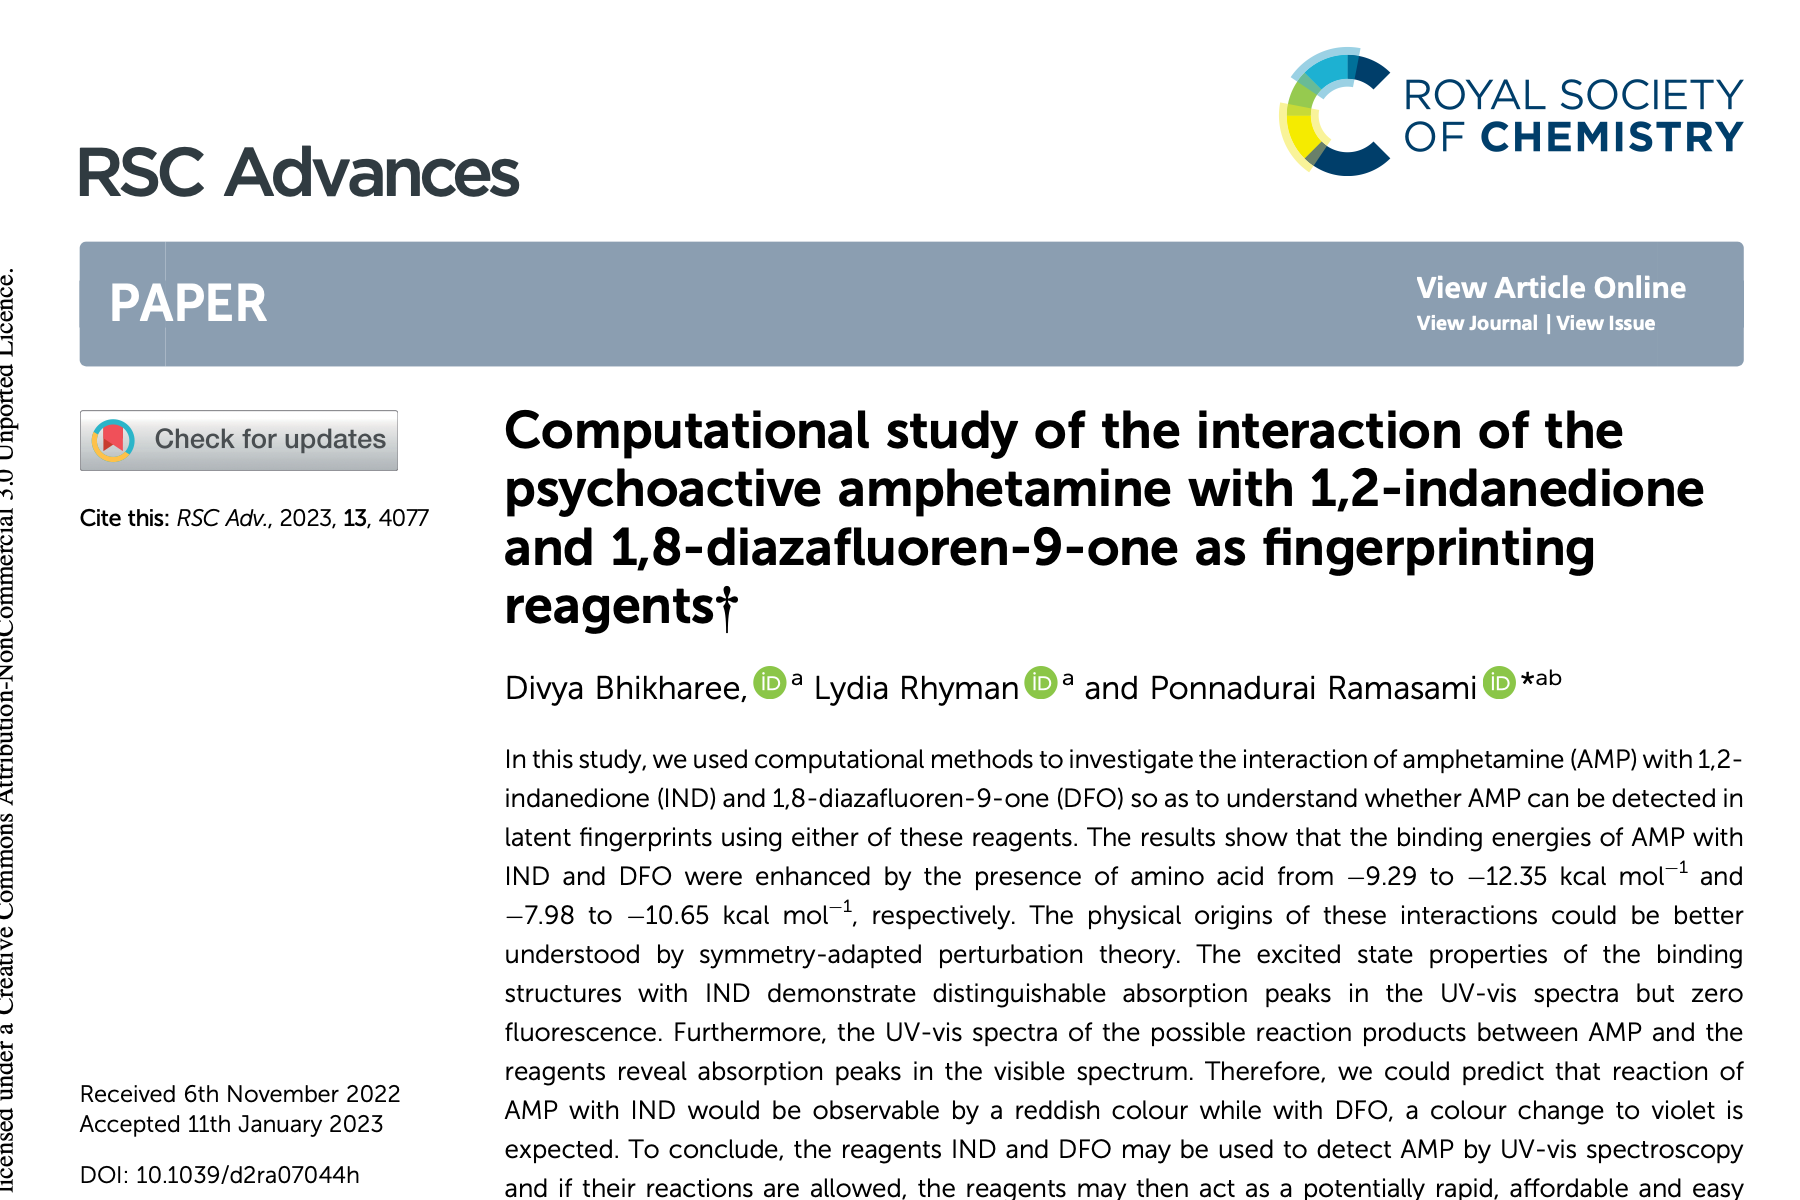 ROYAL SOCIETY
OF CHEMISTRY
RSC Advances
PAPER
View Article Online
View Journal | View Issue
Check for updates
Cite this: RSC Adv., 2023, 13, 4077
Computational study of the interaction of the
psychoactive amphetamine with 1,2-indanedione
and 1,8-diazafluoren-9-one as fingerprinting
reagents†
Divya Bhikharee, iD a Lydia Rhyman iD a and Ponnadurai Ramasami iD *ab
In this study, we used computational methods to investigate the interaction of amphetamine (AMP) with 1,2-
indanedione (IND) and 1,8-diazafluoren-9-one (DFO) so as to understand whether AMP can be detected in
latent fingerprints using either of these reagents. The results show that the binding energies of AMP with
IND and DFO were enhanced by the presence of amino acid from −9.29 to −12.35 kcal mol−1 and
−7.98 to −10.65 kcal mol−1, respectively. The physical origins of these interactions could be better
understood by symmetry-adapted perturbation theory. The excited state properties of the binding
structures with IND demonstrate distinguishable absorption peaks in the UV-vis spectra but zero
fluorescence. Furthermore, the UV-vis spectra of the possible reaction products between AMP and the
reagents reveal absorption peaks in the visible spectrum. Therefore, we could predict that reaction of
AMP with IND would be observable by a reddish colour while with DFO, a colour change to violet is
expected. To conclude, the reagents IND and DFO may be used to detect AMP by UV-vis spectroscopy
and if their reactions are allowed, the reagents may then act as a potentially rapid, affordable and easy
Received 6th November 2022
Accepted 11th January 2023
DOI: 10.1039/d2ra07044h
licensed under a Creative Commons Attribution-NonCommercial 3.0 Unported Licence.